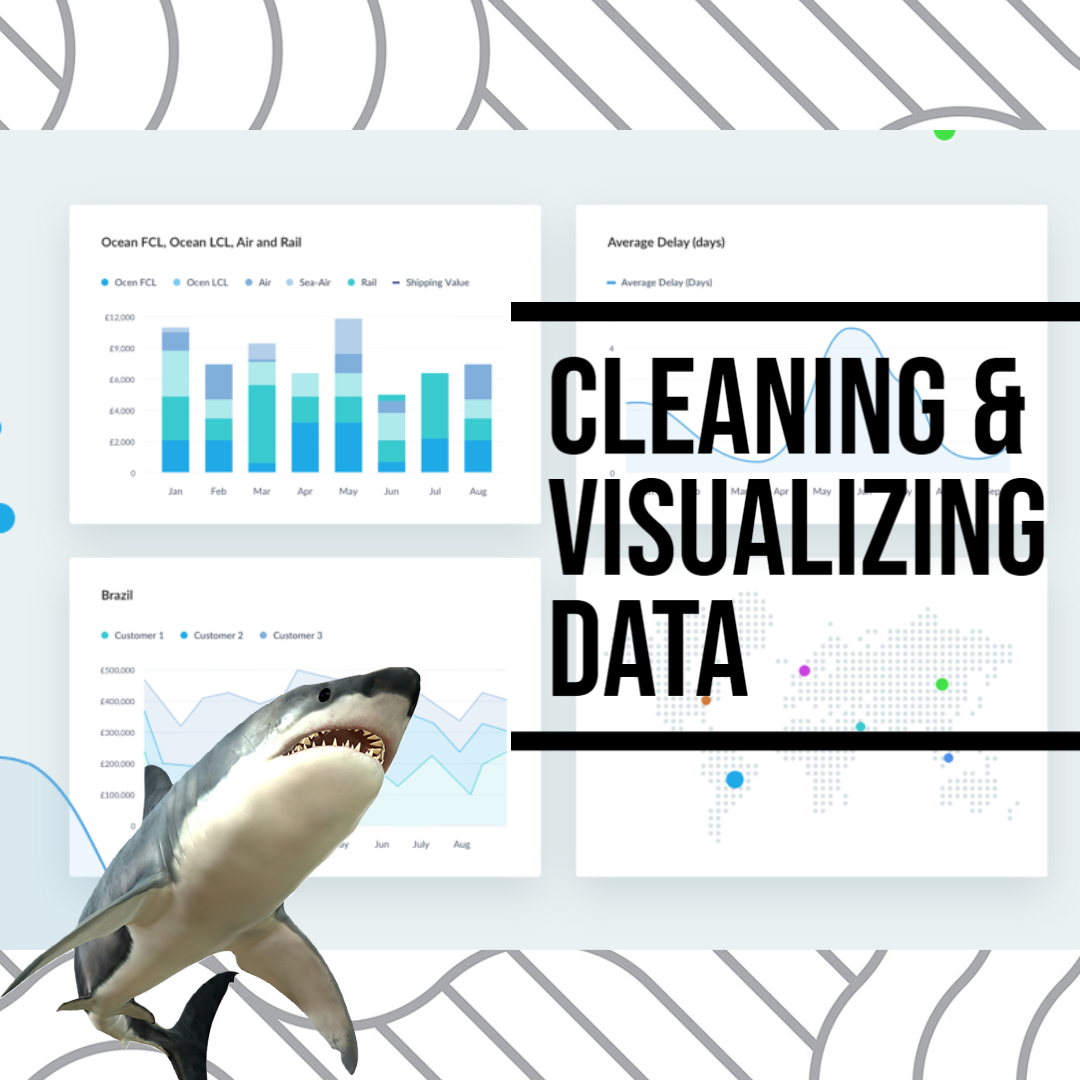 Ocean FCL, Ocean LCL, Air and Rail
Ocen FCL Ocen LCL Air Sea-Air Rail Shipping Value
£12,000
£9,000
£6,000
£4,000
£2,000
0
Jan Feb Mar Apr May Jun Jul Aug
Average Delay (days)
Average Delay (Days)
4
0
Mar Apr May
CLEANING &
VISUALIZING
DATA
Brazil
Customer 1 Customer 2 Customer 3
£500,000
£400,000
£300,000
£200,000
£100,000
0
Jun July Aug